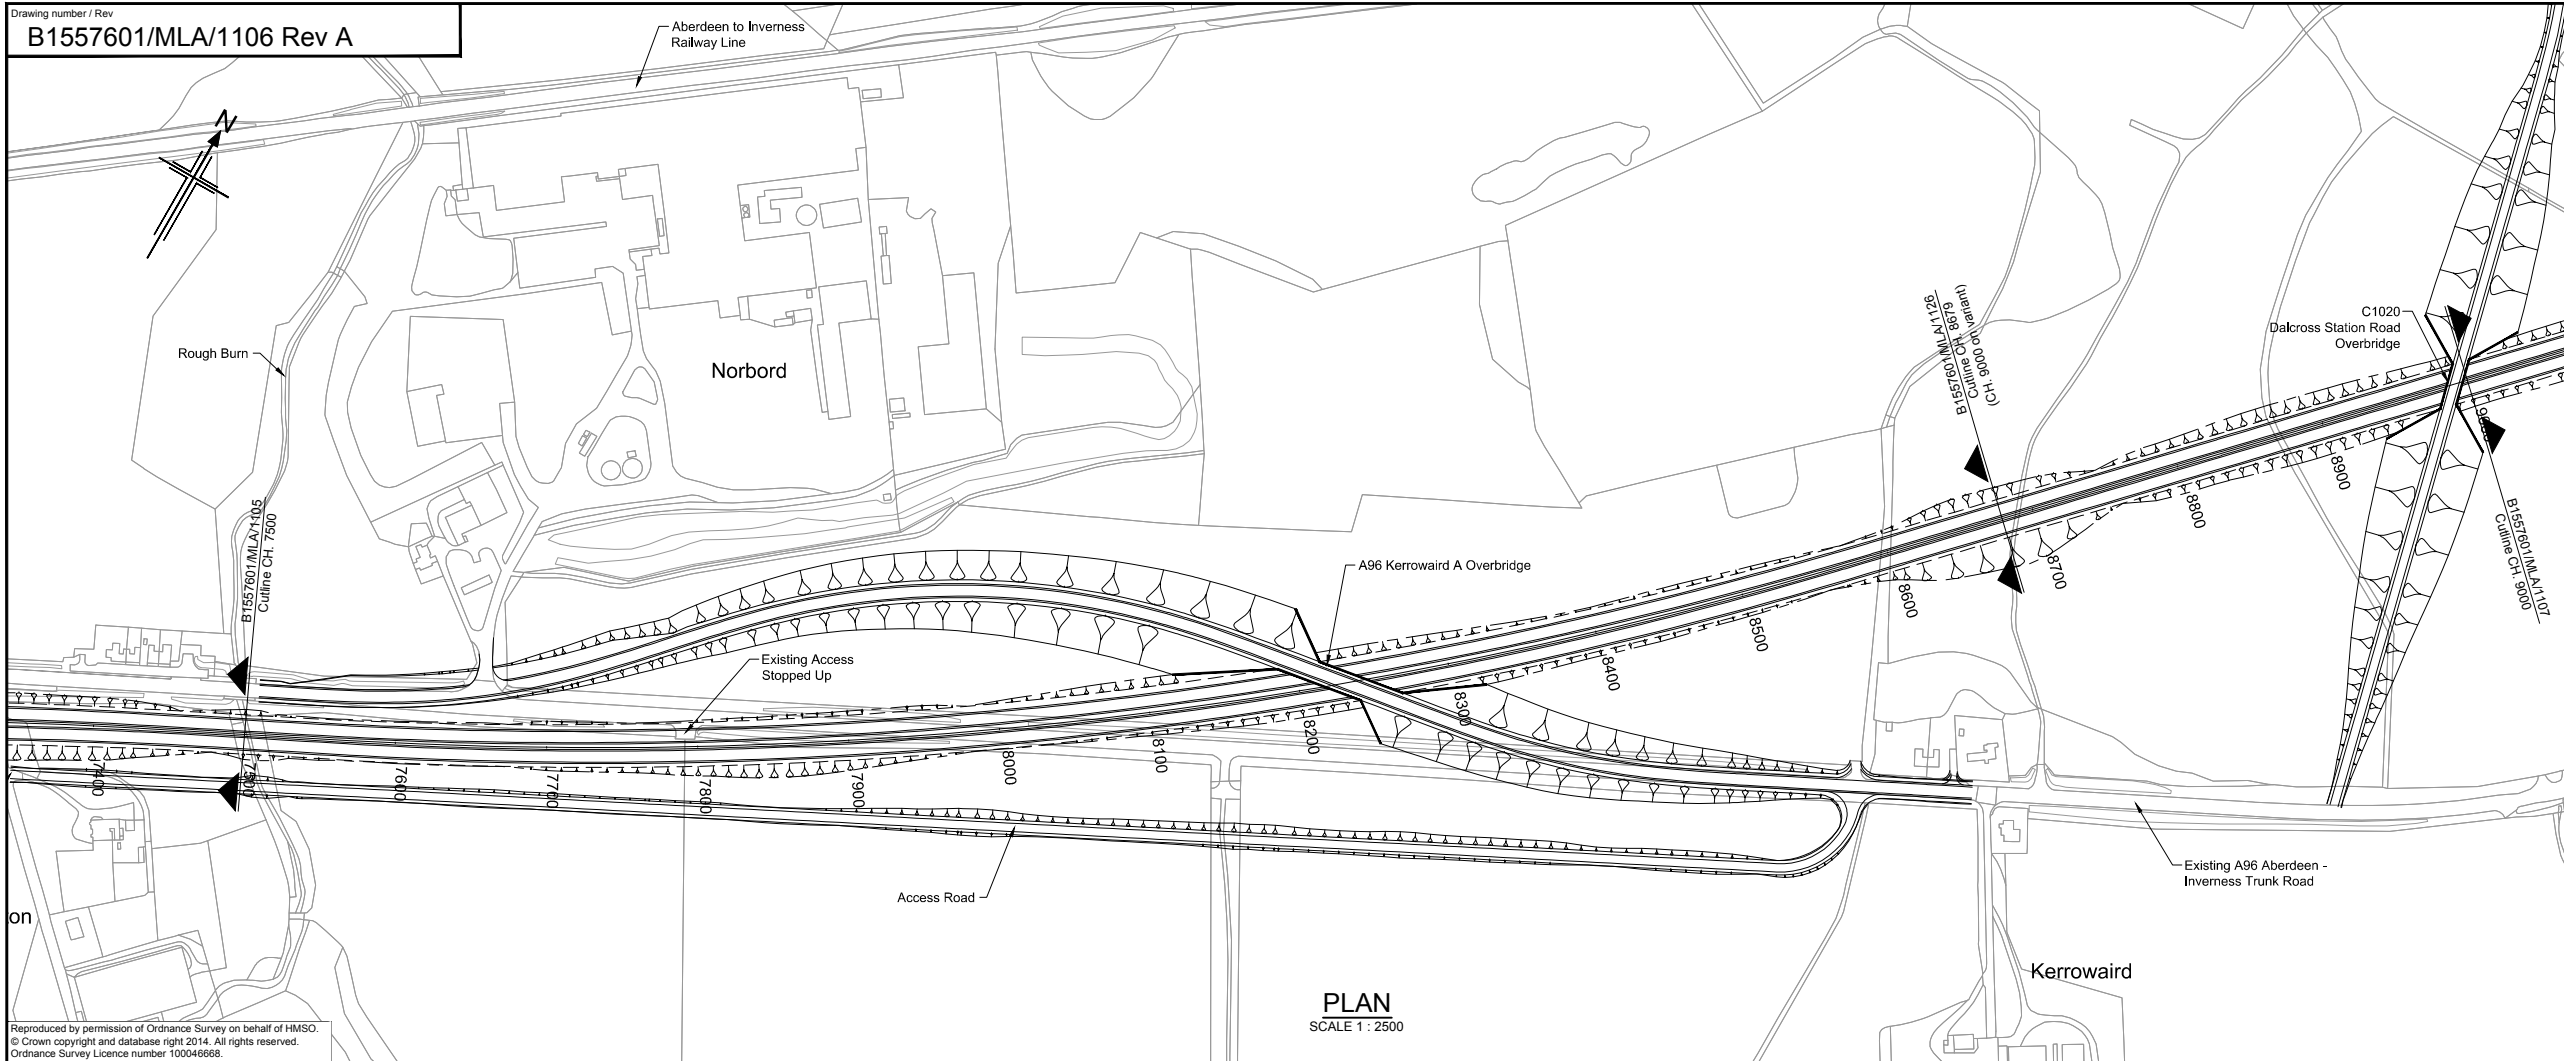 Drawing number / Rev
B1557601/MLA/1106 Rev A
Aberdeen to Inverness
Railway Line
N
Rough Burn
Norbord
B1557601/MLA/1105
Cutline CH. 7500
B1557601/MLA/1126
Cutline CH. 8679
(CH. 9000 on variant)
C1020
Dalcross Station Road
Overbridge
A96 Kerrowaird A Overbridge
Existing Access
Stopped Up
7400
7500
7600
7700
7800
7900
8000
8100
8200
8300
8400
8500
8600
8700
8800
8900
9000
B1557601/MLA/1107
Cutline CH. 9000
Access Road
Existing A96 Aberdeen -
Inverness Trunk Road
on
Kerrowaird
PLAN
SCALE 1 : 2500
Reproduced by permission of Ordnance Survey on behalf of HMSO.
© Crown copyright and database right 2014. All rights reserved.
Ordnance Survey Licence number 100046668.